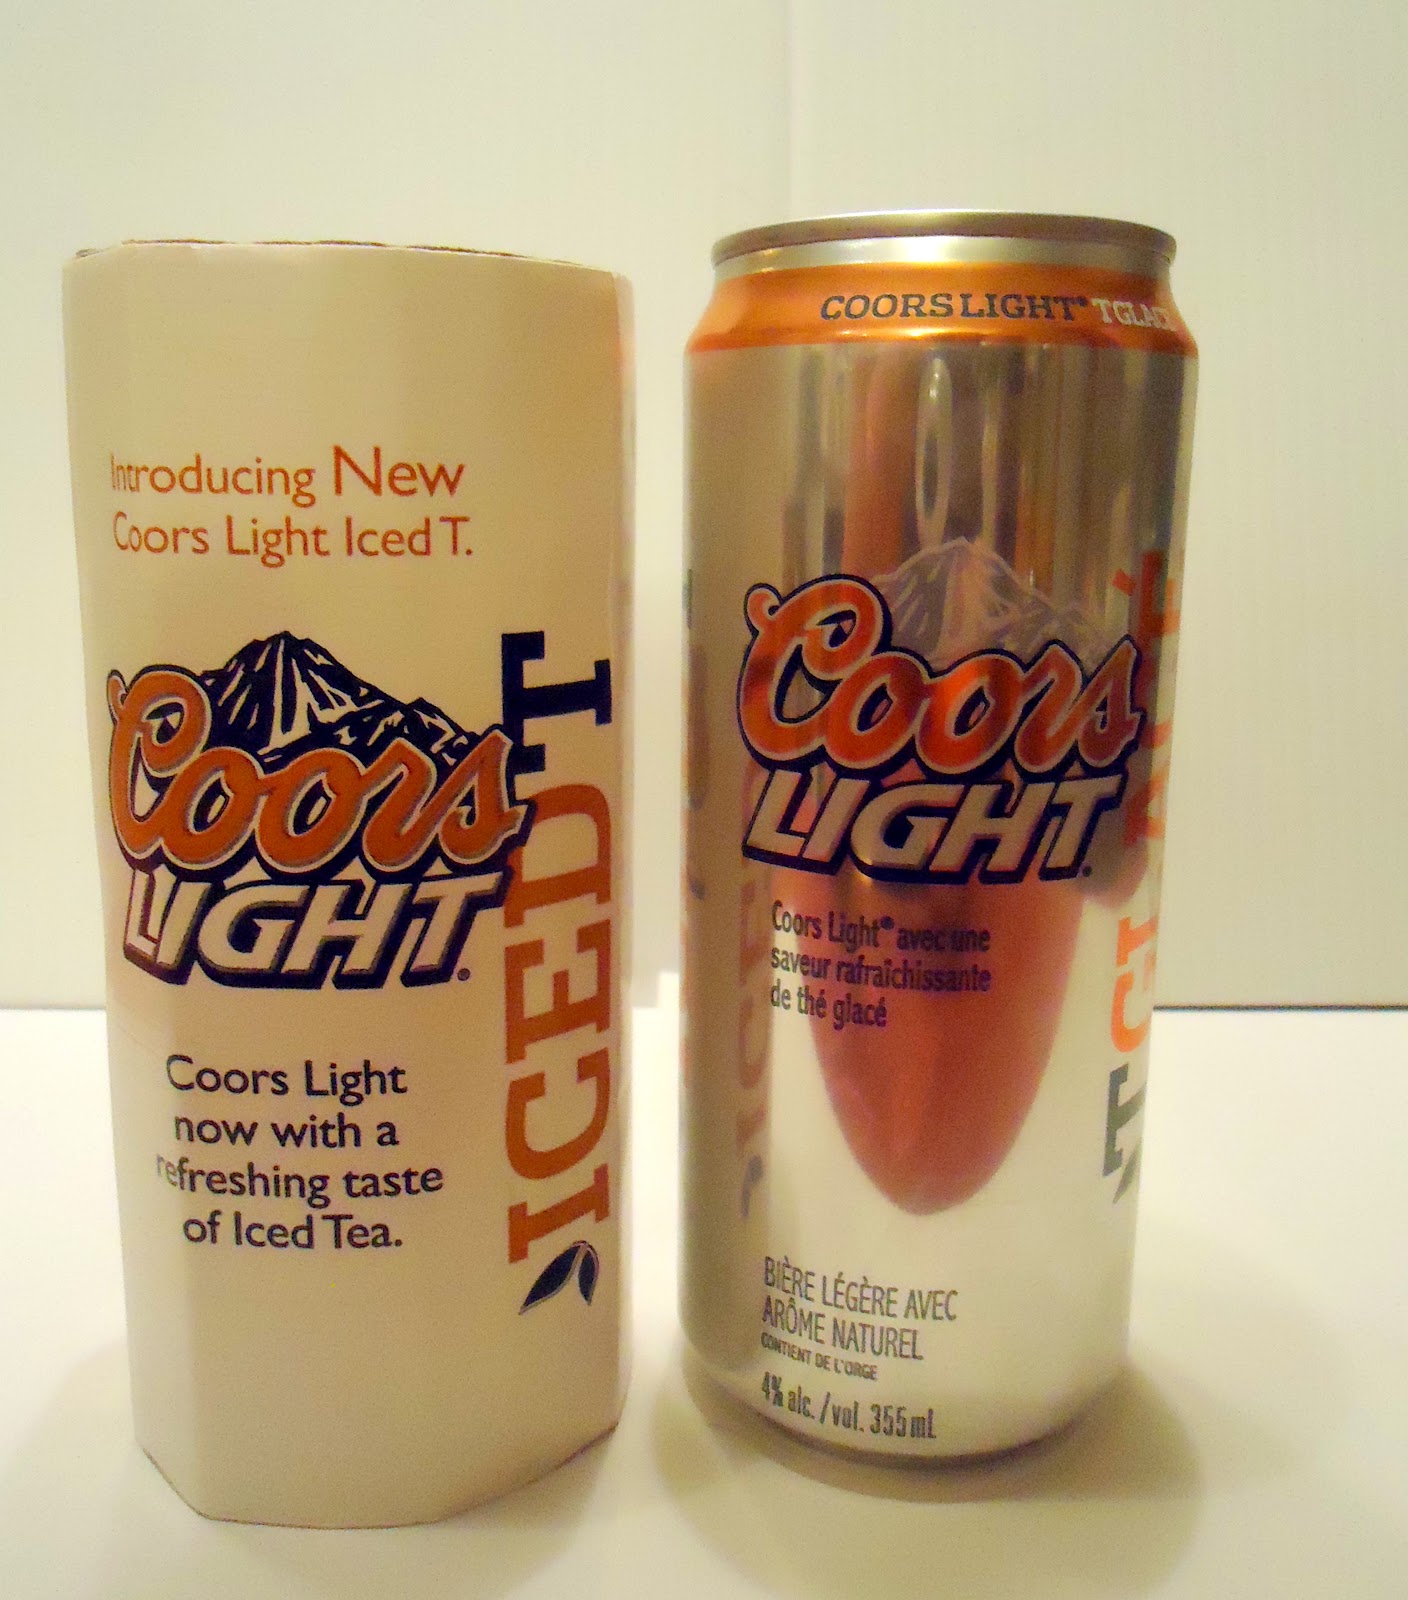 Introducing New
Coors Light Iced T.
Coors
LIGHT®
ICED T
Coors Light
now with a
refreshing taste
of Iced Tea.
COORS LIGHT® T GLAC
Coors
LIGHT®
T GLACÉ
Coors Light® avec une
saveur rafraîchissante
de thé glacé
BIÈRE LÉGÈRE AVEC
ARÔME NATUREL
CONTIENT DE L'ORGE
4% alc./vol. 355 mL